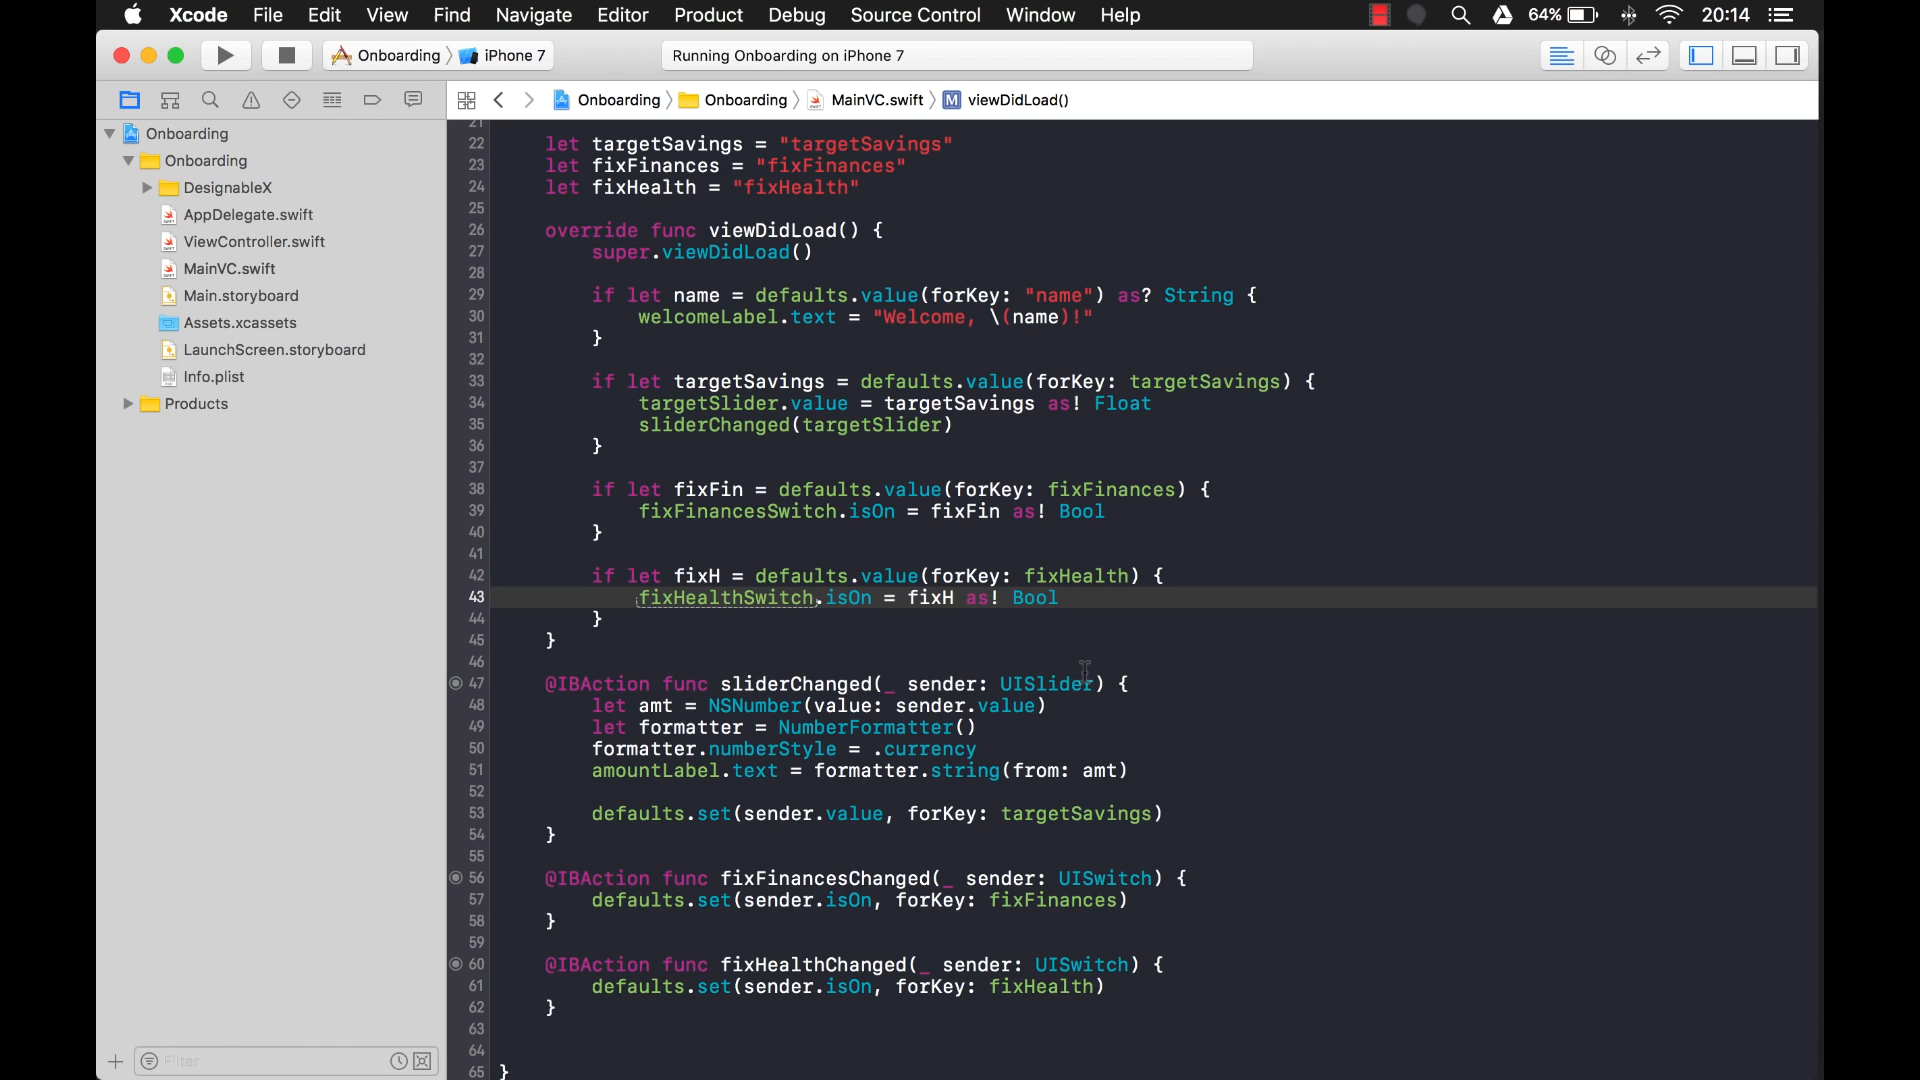 Xcode File Edit View Find Navigate Editor Product Debug Source Control Window Help 64% 20:14
Onboarding iPhone 7 Running Onboarding on iPhone 7
Onboarding Onboarding MainVC.swift M viewDidLoad()
Onboarding
Onboarding
DesignableX
AppDelegate.swift
ViewController.swift
MainVC.swift
Main.storyboard
Assets.xcassets
LaunchScreen.storyboard
Info.plist
Products
Filter
21
22 let targetSavings = "targetSavings"
23 let fixFinances = "fixFinances"
24 let fixHealth = "fixHealth"
25
26 override func viewDidLoad() {
27 super.viewDidLoad()
28
29 if let name = defaults.value(forKey: "name") as? String {
30 welcomeLabel.text = "Welcome, \(name)!"
31 }
32
33 if let targetSavings = defaults.value(forKey: targetSavings) {
34 targetSlider.value = targetSavings as! Float
35 sliderChanged(targetSlider)
36 }
37
38 if let fixFin = defaults.value(forKey: fixFinances) {
39 fixFinancesSwitch.isOn = fixFin as! Bool
40 }
41
42 if let fixH = defaults.value(forKey: fixHealth) {
43 fixHealthSwitch.isOn = fixH as! Bool
44 }
45 }
46
47 @IBAction func sliderChanged(_ sender: UISlider) {
48 let amt = NSNumber(value: sender.value)
49 let formatter = NumberFormatter()
50 formatter.numberStyle = .currency
51 amountLabel.text = formatter.string(from: amt)
52
53 defaults.set(sender.value, forKey: targetSavings)
54 }
55
56 @IBAction func fixFinancesChanged(_ sender: UISwitch) {
57 defaults.set(sender.isOn, forKey: fixFinances)
58 }
59
60 @IBAction func fixHealthChanged(_ sender: UISwitch) {
61 defaults.set(sender.isOn, forKey: fixHealth)
62 }
63
64
65 }